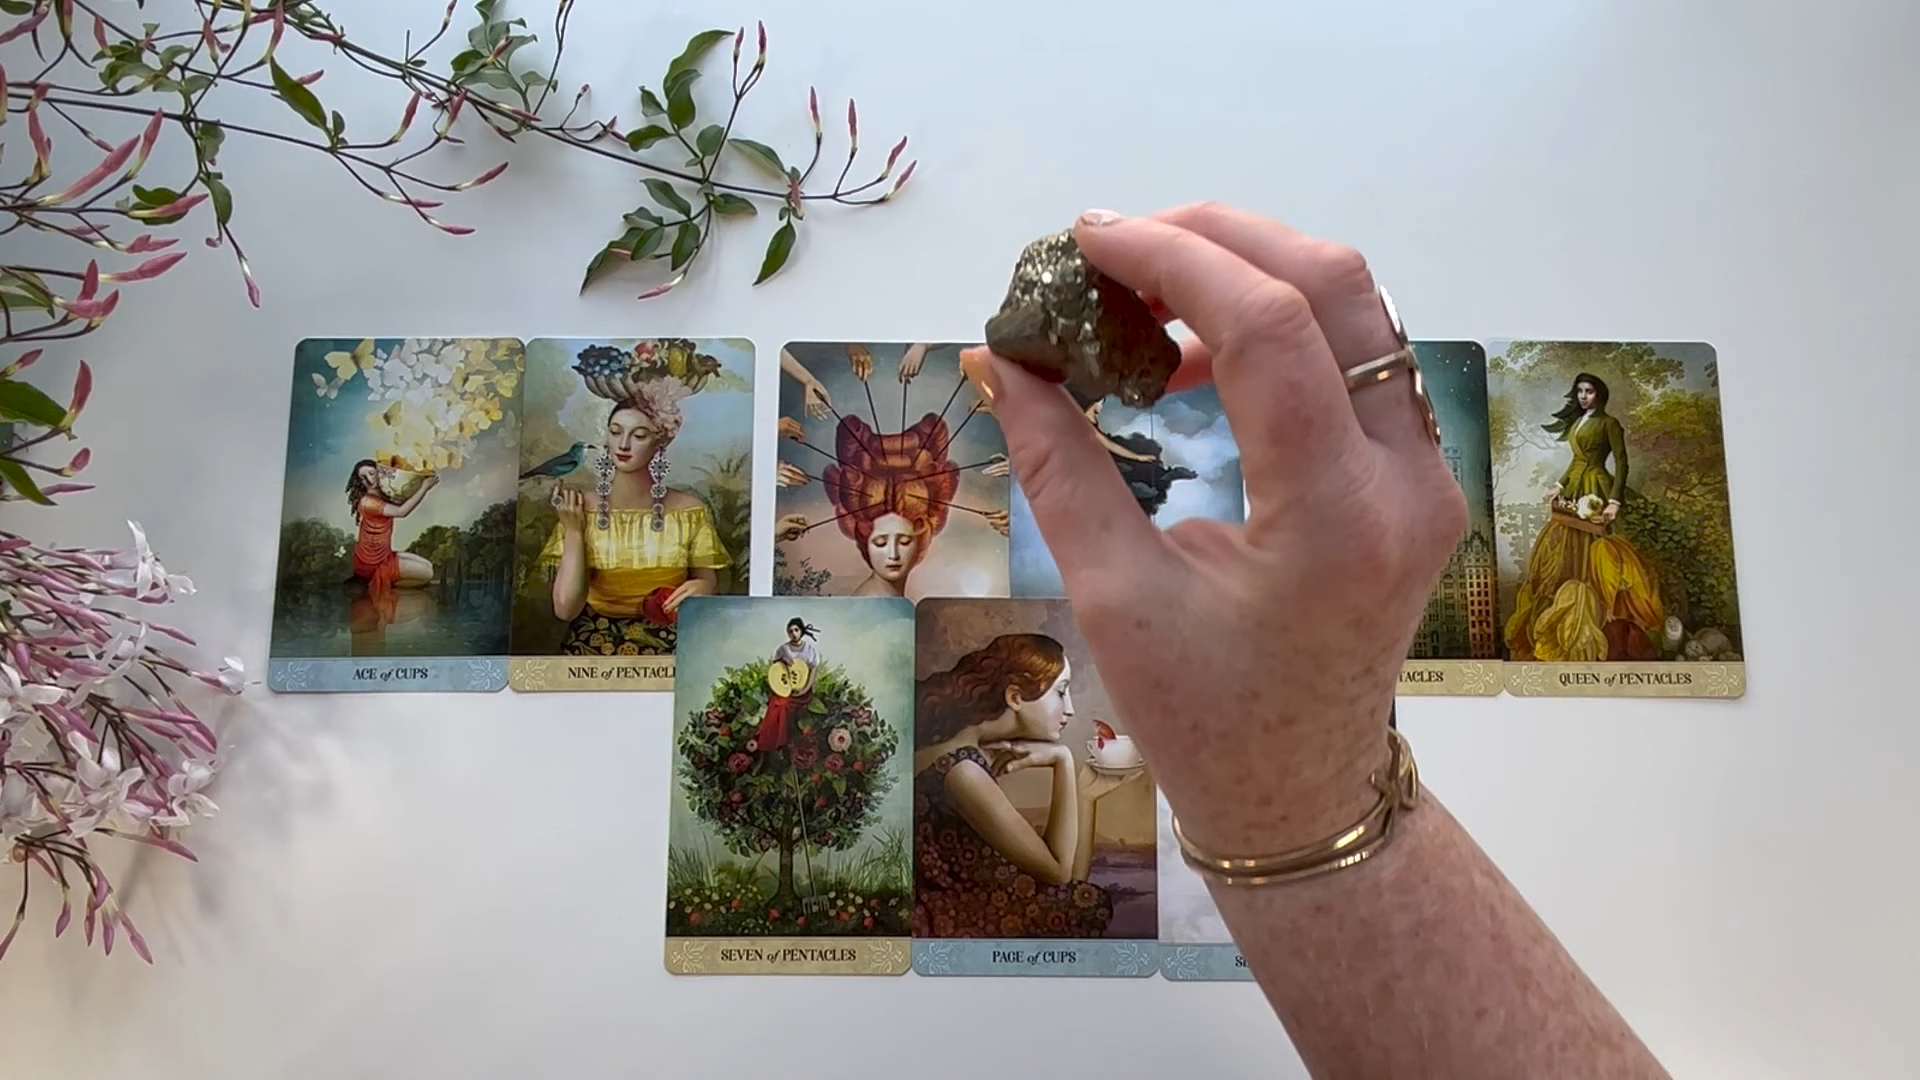 ACE of CUPS
NINE of PENTACL
TACLES
QUEEN of PENTACLES
SEVEN of PENTACLES
PAGE of CUPS